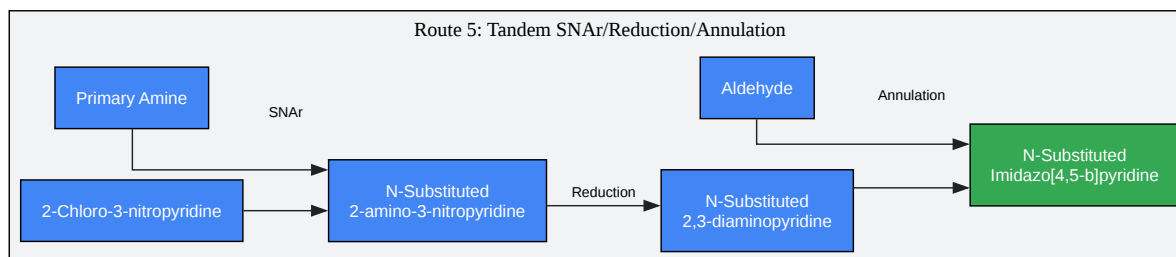 Route 5: Tandem SNAr/Reduction/Annulation
Primary Amine
SNAr
Aldehyde
Annulation
2-Chloro-3-nitropyridine
N-Substituted
2-amino-3-nitropyridine
Reduction
N-Substituted
2,3-diaminopyridine
N-Substituted
Imidazo[4,5-b]pyridine